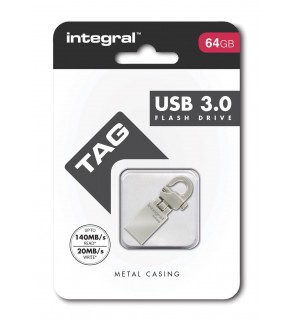 integral
64GB
USB 3.0
FLASH DRIVE
TAG
UP TO
140MB/s
READ*
20MB/s
WRITE*
METAL CASING